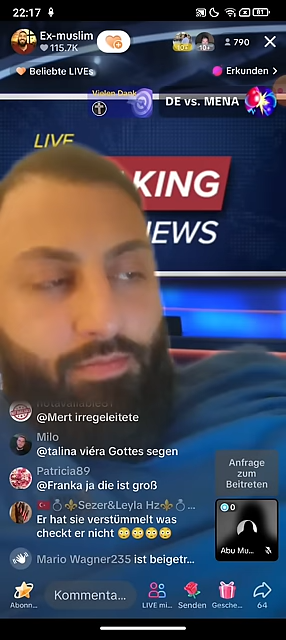 22:17
81
Ex-muslim
115.7K
10+
10+
790
Beliebte LIVEs
Erkunden
Vielen Dank
DE vs. MENA
LIVE
KING
NEWS
@Mert irregeleitete
Milo
@talina viéra Gottes segen
Patricia89
@Franka ja die ist groß
Sezer&Leyla Hz
Er hat sie verstümmelt was
checkt er nicht
Mario Wagner235 ist beigetr...
Anfrage
zum
Beitreten
0
Abu Mu...
Abonn...
Kommenta...
LIVE mi...
Senden
Gesche...
64